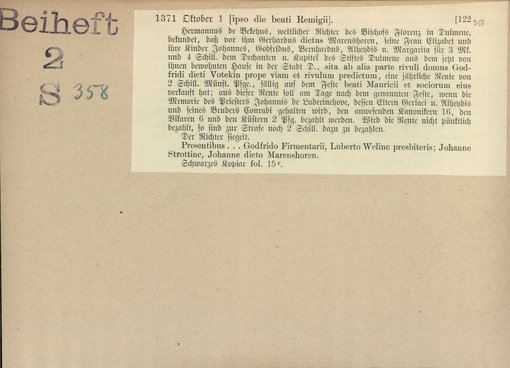 Beiheft
2
S 358
1371 Oktober 1 [ipso die beati Remigii]. [122
358
Hermannus de Bekehus, weltlicher Richter des Bischofs Florenz in Dulmene,
bekundet, daß vor ihm Gerhardus dictus Marenshoren, seine Frau Elizabet und
ihre Kinder Johannes, Godfridus, Bernhardus, Alheydis u. Margarita für 3 Mk.
und 4 Schill. dem Dechanten u. Kapitel des Stiftes Dulmene aus dem jetzt von
ihnen bewohnten Hause in der Stadt D., sita ab alia parte rivuli domus God-
fridi dicti Votekin prope viam et rivulum predictum, eine jährliche Rente von
2 Schill. Münst. Pfge., fällig auf dem Feste beati Mauricii et sociorum eius
verkauft hat; aus dieser Rente soll am Tage nach dem genannten Feste, wenn die
Memorie des Priesters Johannis de Luderinchove, dessen Eltern Gerlaci u. Alheydis
und seines Bruders Conradi gehalten wird, den anwesenden Kanonikern 16, den
Vikaren 6 und den Küstern 2 Pfg. bezahlt werden. Wird die Rente nicht pünktlich
bezahlt, so sind zur Strafe noch 2 Schill. dazu zu bezahlen.
Der Richter siegelt.
Presentibus . . . Godfrido Firmentarii, Luberto Weline presbiteris; Johanne
Strottinc, Johanne dicto Marenshoren.
Schwarzes Kopiar fol. 15v.